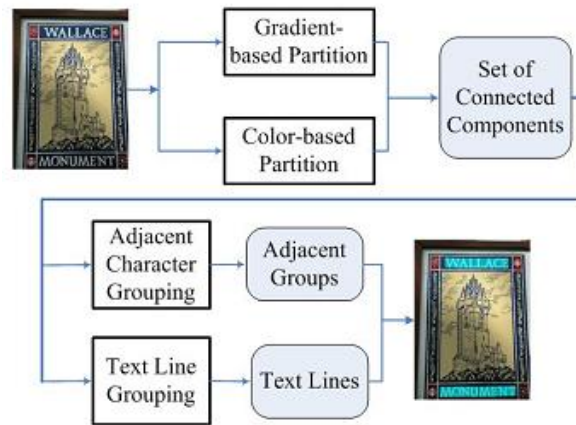 WALLACE
MONUMENT
Gradient-
based Partition
Color-based
Partition
Set of
Connected
Components
Adjacent
Character
Grouping
Adjacent
Groups
Text Line
Grouping
Text Lines
WALLACE
MONUMENT